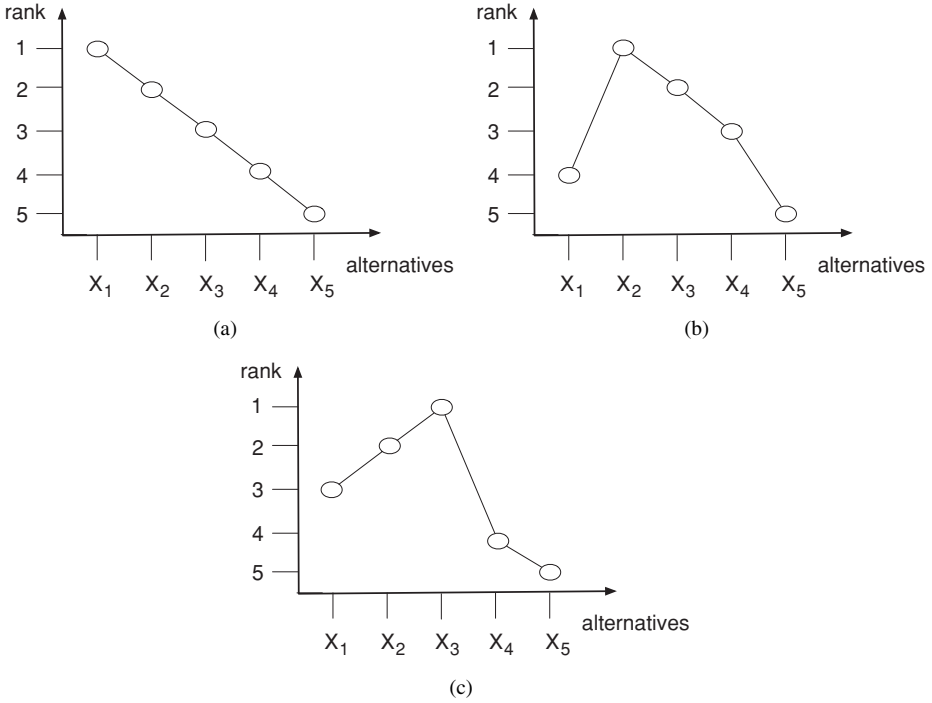 rank
1
2
3
4
5
alternatives
X1 X2 X3 X4 X5
(a)
rank
1
2
3
4
5
alternatives
X1 X2 X3 X4 X5
(b)
rank
1
2
3
4
5
alternatives
X1 X2 X3 X4 X5
(c)